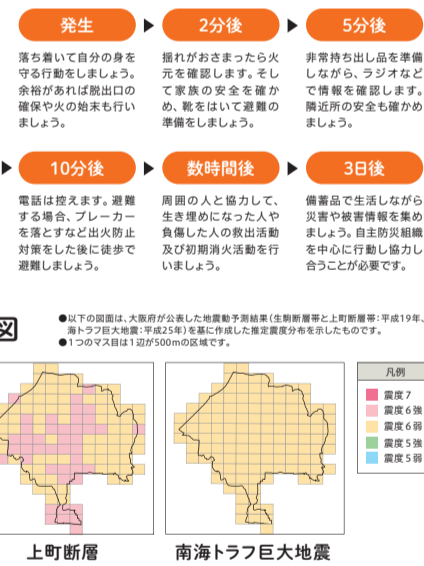 発生
▶
2分後
▶
5分後
落ち着いて自分の身を
守る行動をしましょう。
余裕があれば脱出口の
確保や火の始末も行い
ましょう。
揺れがおさまったら火
元を確認します。そし
て家族の安全を確か
め、靴をはいて避難の
準備をしましょう。
非常持ち出し品を準備
しながら、ラジオなど
で情報を確認します。
隣近所の安全も確かめ
ましょう。
▶
10分後
▶
数時間後
▶
3日後
電話は控えます。避難
する場合、ブレーカー
を落とすなど出火防止
対策をした後に徒歩で
避難しましょう。
周囲の人と協力して、
生き埋めになった人や
負傷した人の救出活動
及び初期消火活動を行
いましょう。
備蓄品で生活しながら
災害や被害情報を集め
ましょう。自主防災組織
を中心に行動し協力し
合うことが必要です。
図
●以下の図面は、大阪府が公表した地震動予測結果(生駒断層帯と上町断層帯:平成19年、
海トラフ巨大地震:平成25年)を基に作成した推定震度分布を示したものです。
●1つのマス目は1辺が500mの区域です。
凡例
震度7
震度6強
震度6弱
震度5強
震度5弱
上町断層
南海トラフ巨大地震